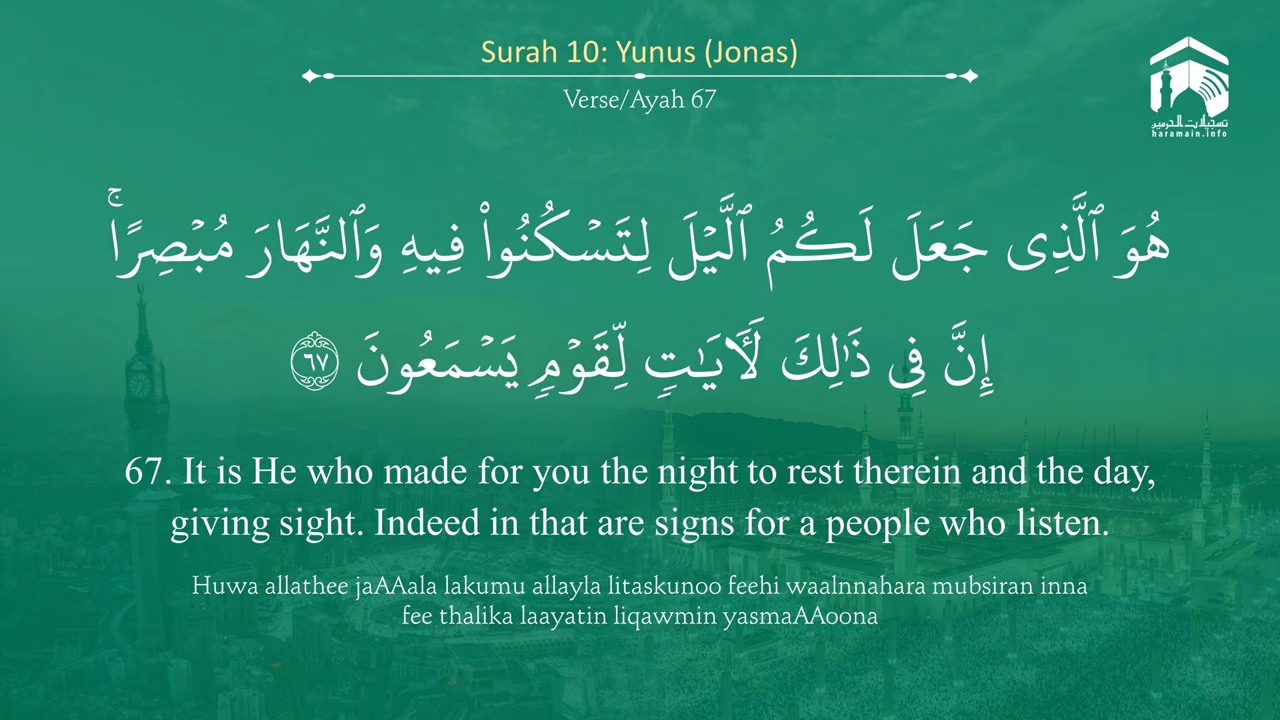 Surah 10: Yunus (Jonas)
Verse/Ayah 67
تسجيلات الحرمين
haramain.info
هُوَ ٱلَّذِى جَعَلَ لَكُمُ ٱلَّيْلَ لِتَسْكُنُوا۟ فِيهِ وَٱلنَّهَارَ مُبْصِرًا ۚ
إِنَّ فِى ذَٰلِكَ لَـَٔايَـٰتٍ لِّقَوْمٍ يَسْمَعُونَ ٦٧
67. It is He who made for you the night to rest therein and the day,
giving sight. Indeed in that are signs for a people who listen.
Huwa allathee jaAAala lakumu allayla litaskunoo feehi waalnnahara mubsiran inna
fee thalika laayatin liqawmin yasmaAAoona